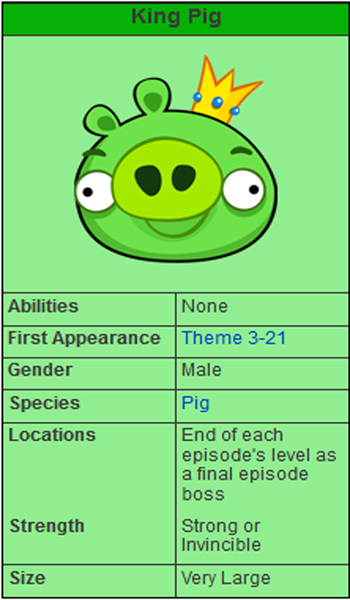 King Pig
Abilities None
First Appearance Theme 3-21
Gender Male
Species Pig
Locations End of each
episode's level as
a final episode
boss
Strength Strong or
Invincible
Size Very Large